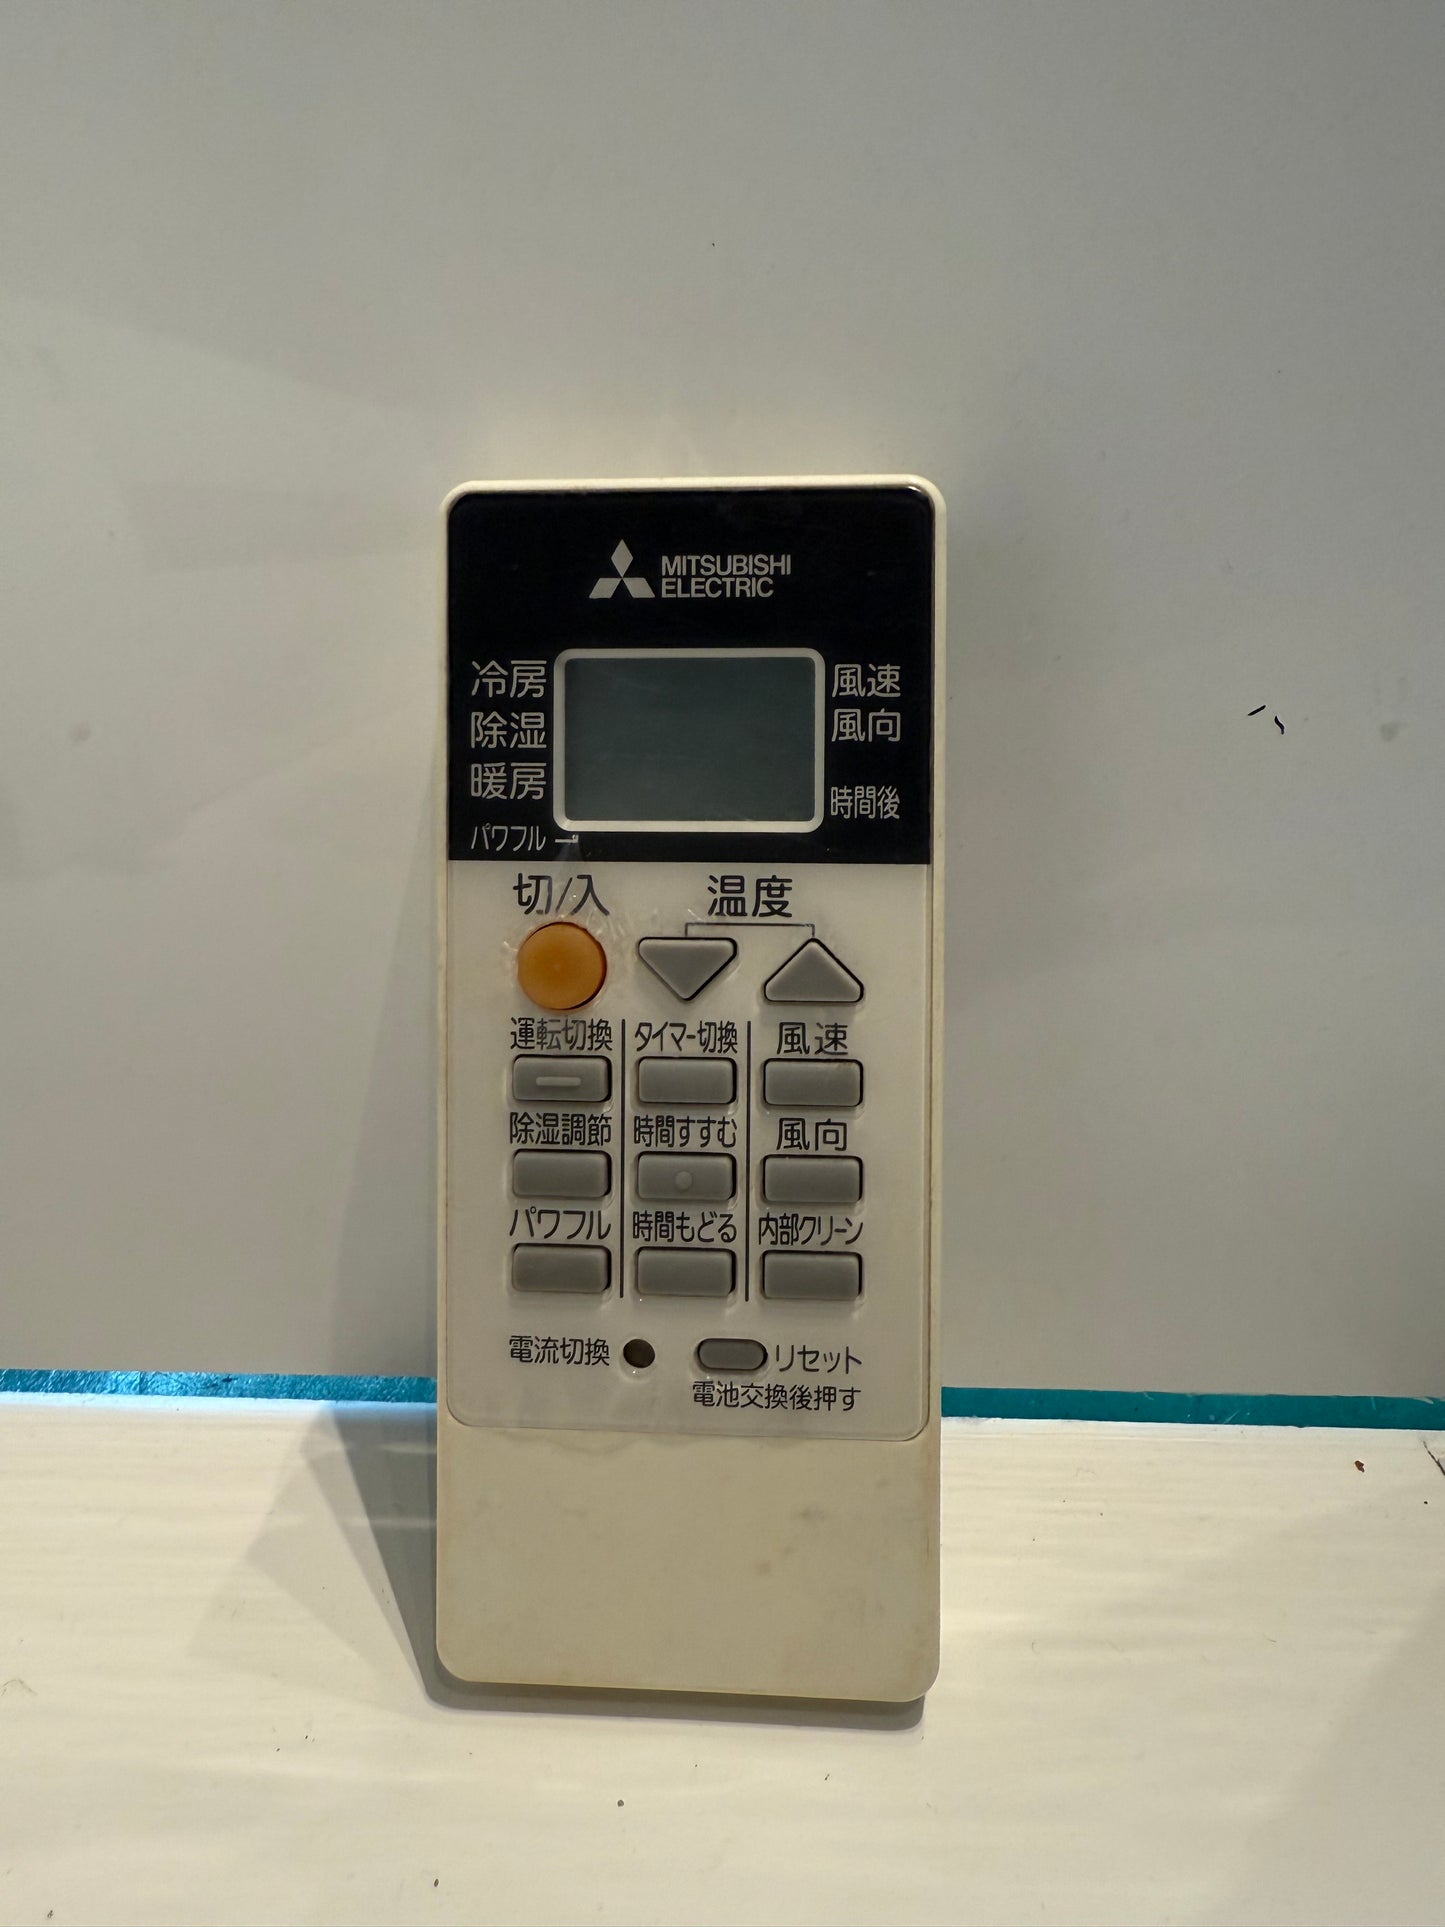 MITSUBISHI
ELECTRIC
冷房
除湿
暖房
パワフル
風速
風向
時間後
切/入
温度
運転切換
タイマー切換
風速
除湿調節
時間すすむ
風向
パワフル
時間もどる
内部クリーン
電流切換
リセット
電池交換後押す